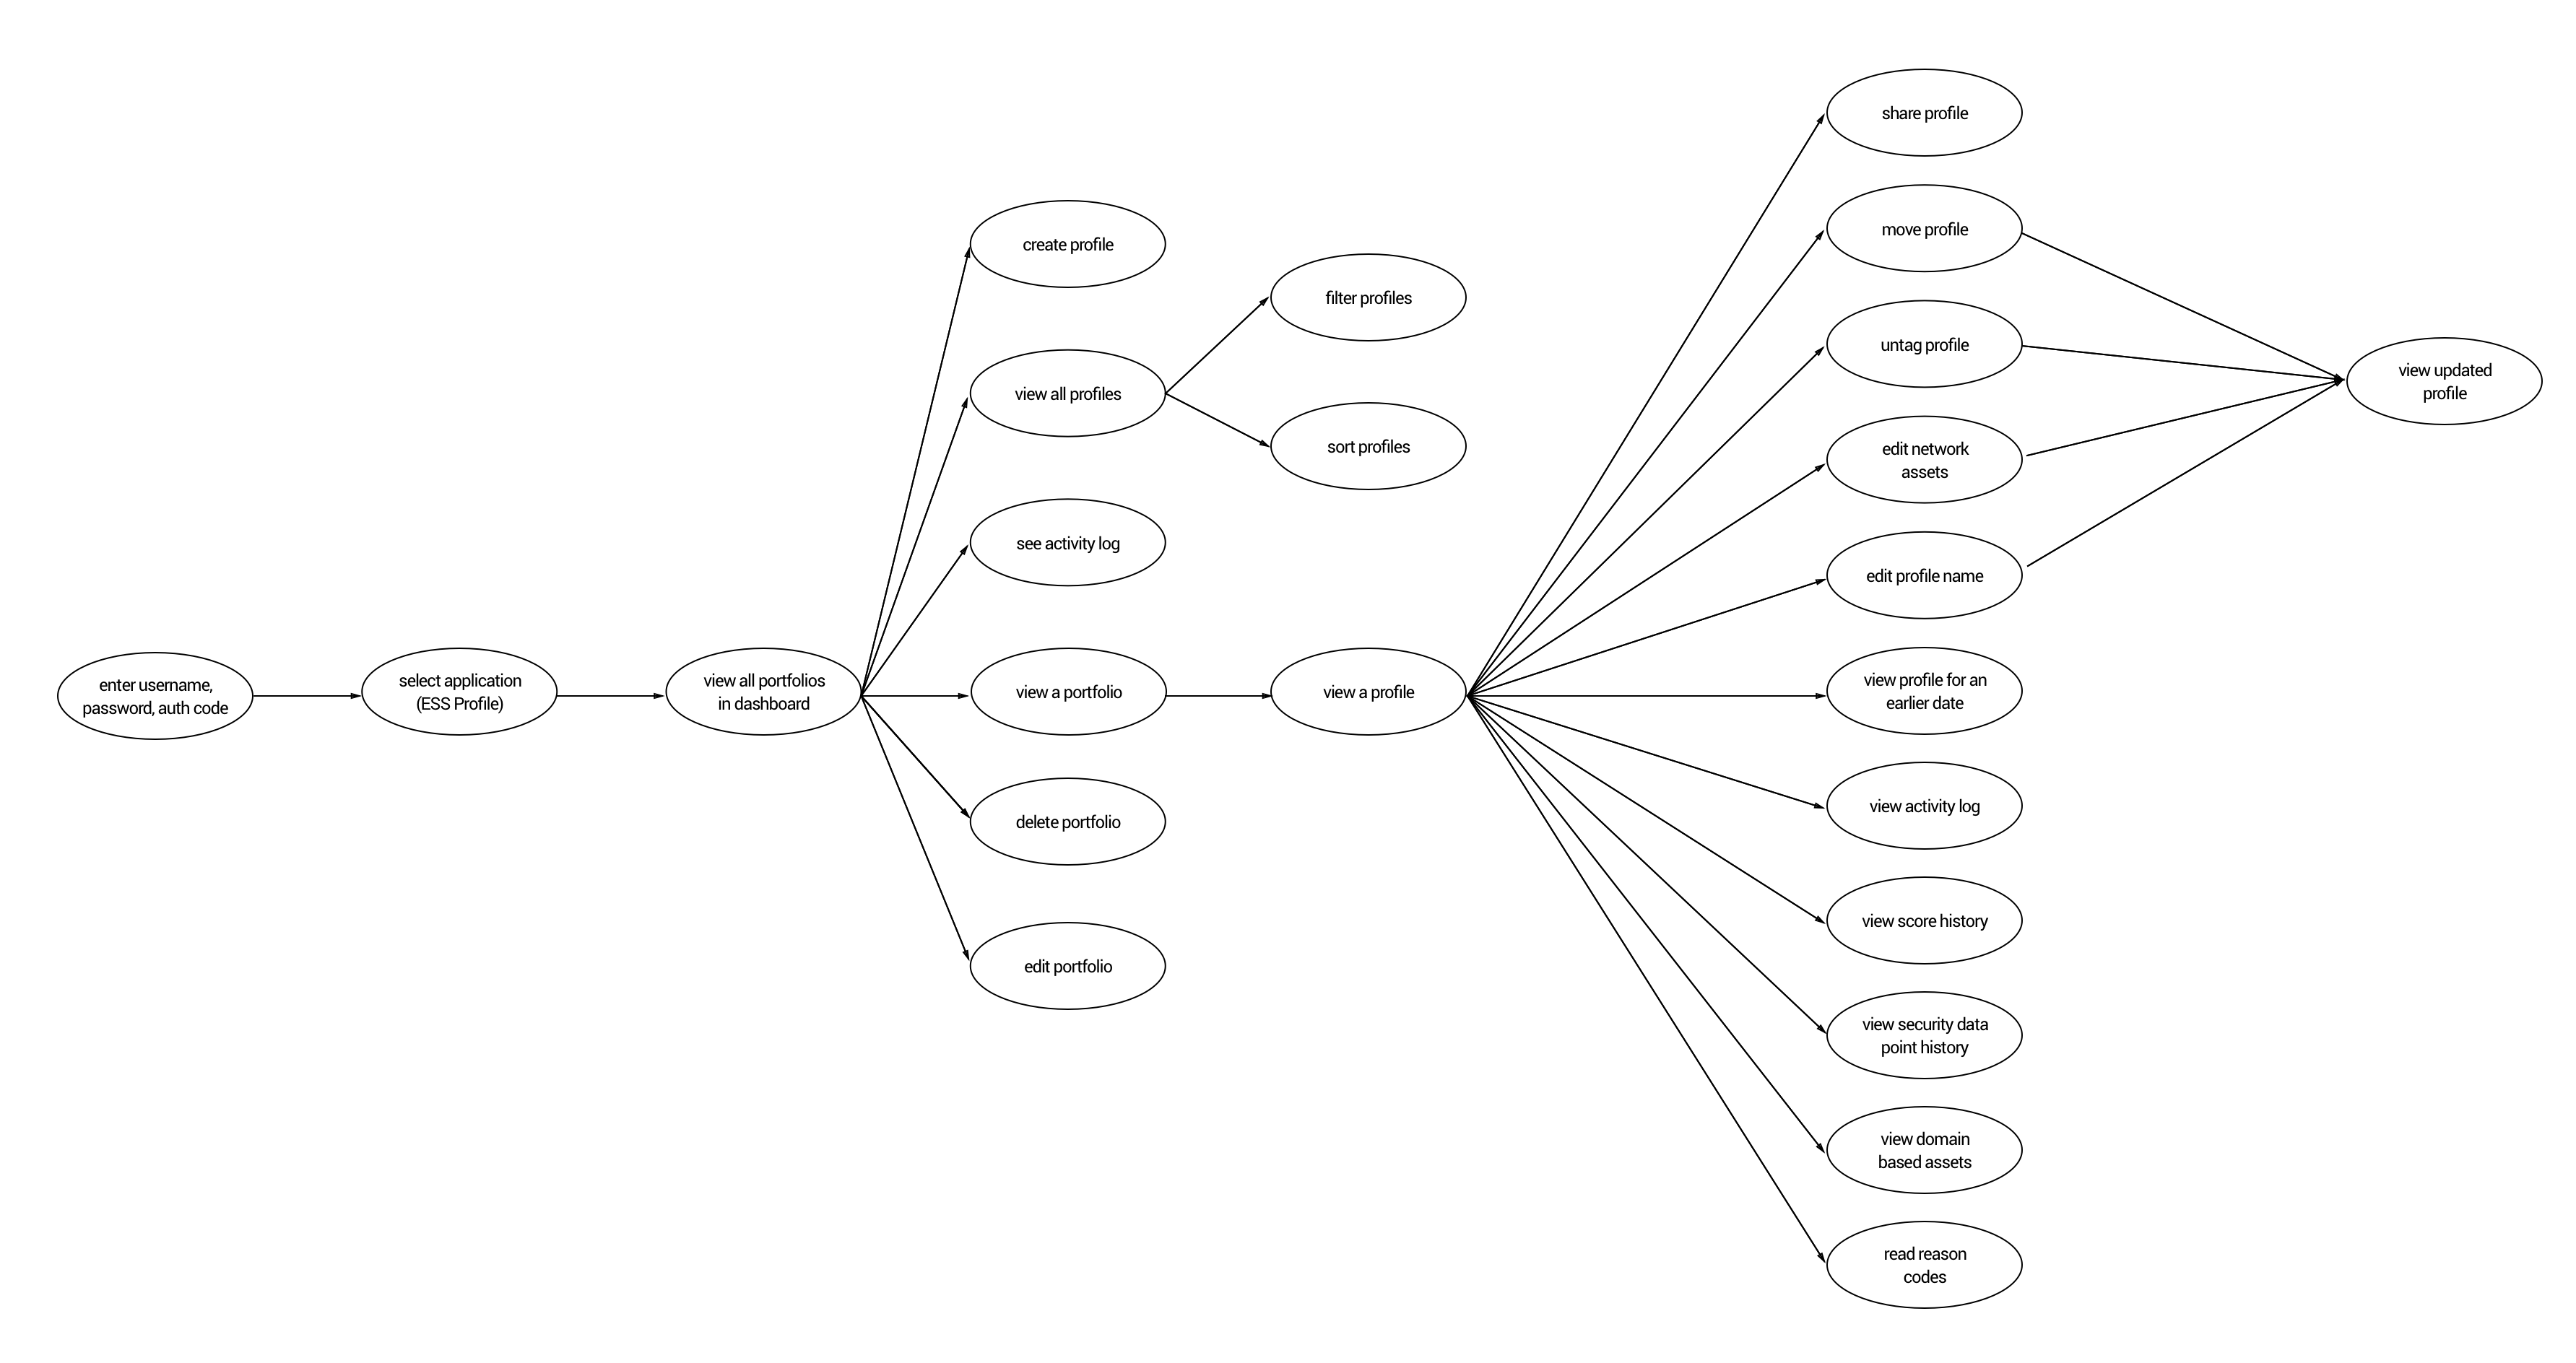 enter username,
password, auth code
select application
(ESS Profile)
view all portfolios
in dashboard
create profile
view all profiles
see activity log
view a portfolio
delete portfolio
edit portfolio
filter profiles
sort profiles
view a profile
share profile
move profile
untag profile
edit network
assets
edit profile name
view profile for an
earlier date
view activity log
view score history
view security data
point history
view domain
based assets
read reason
codes
view updated
profile